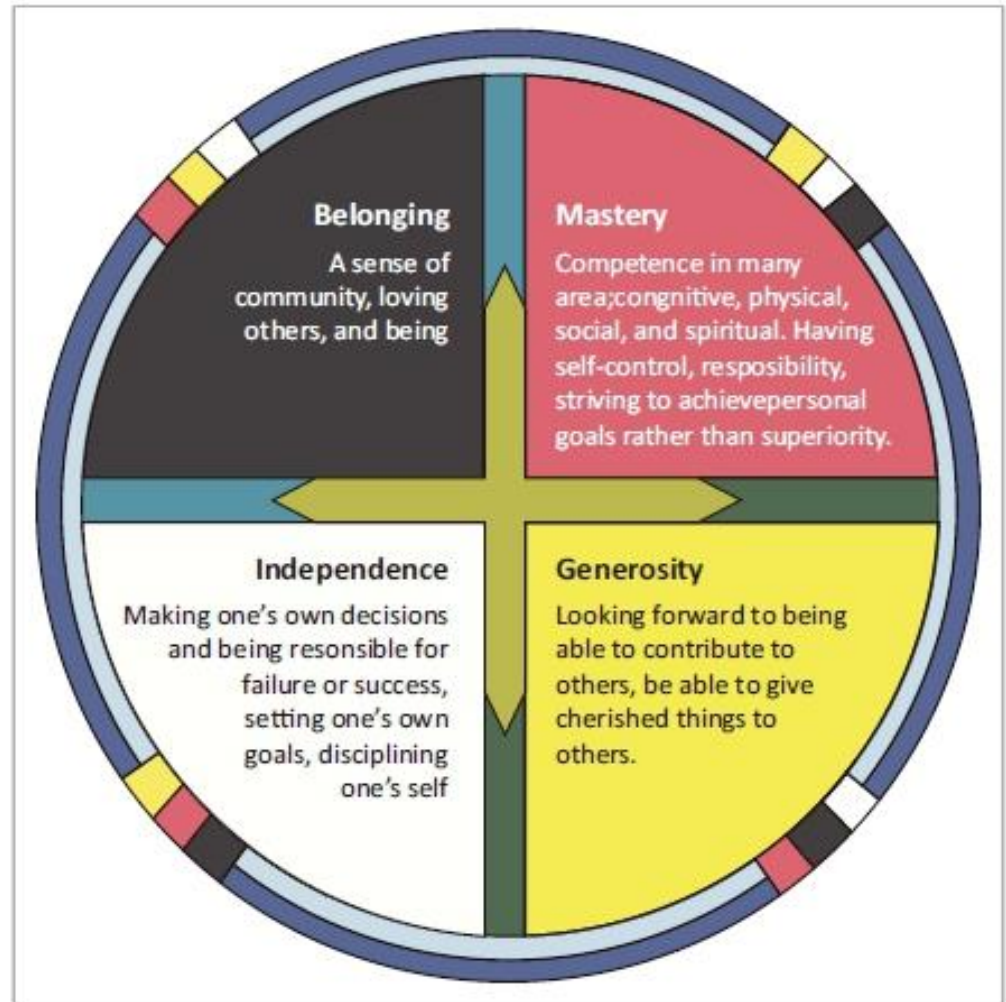 Belonging
A sense of
community, loving
others, and being
Mastery
Competence in many
area;congnitive, physical,
social, and spiritual. Having
self-control, resposibility,
striving to achievepersonal
goals rather than superiority.
Independence
Making one's own decisions
and being resonsible for
failure or success,
setting one's own
goals, disciplining
one's self
Generosity
Looking forward to being
able to contribute to
others, be able to give
cherished things to
others.